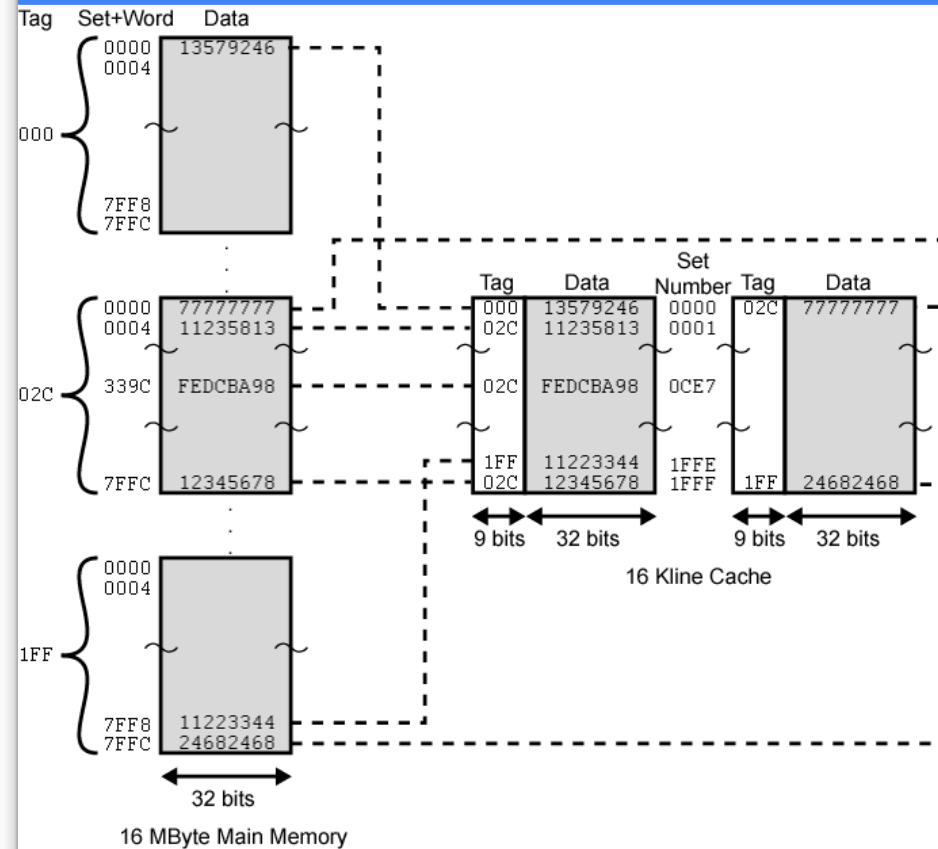 Tag Set+Word Data
0000 13579246
0004
000
7FF8
7FFC
Set
Tag Data Number Tag Data
0000 77777777 000 13579246 0000 02C 77777777
0004 11235813 02C 11235813 0001
02C 339C FEDCBA98 02C FEDCBA98 0CE7
1FF 11223344 1FFE
7FFC 12345678 02C 12345678 1FFF 1FF 24682468
9 bits 32 bits 9 bits 32 bits
16 Kline Cache
0000
0004
1FF
7FF8 11223344
7FFC 24682468
32 bits
16 MByte Main Memory